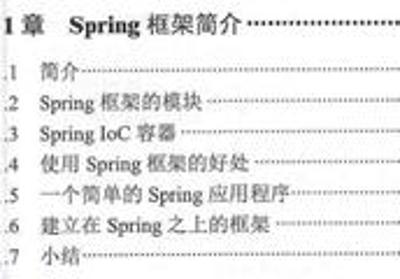 1 章 Spring 框架简介
.1 简介
.2 Spring 框架的模块
.3 Spring IoC 容器
.4 使用 Spring 框架的好处
.5 一个简单的 Spring 应用程序
.6 建立在 Spring 之上的框架
.7 小结